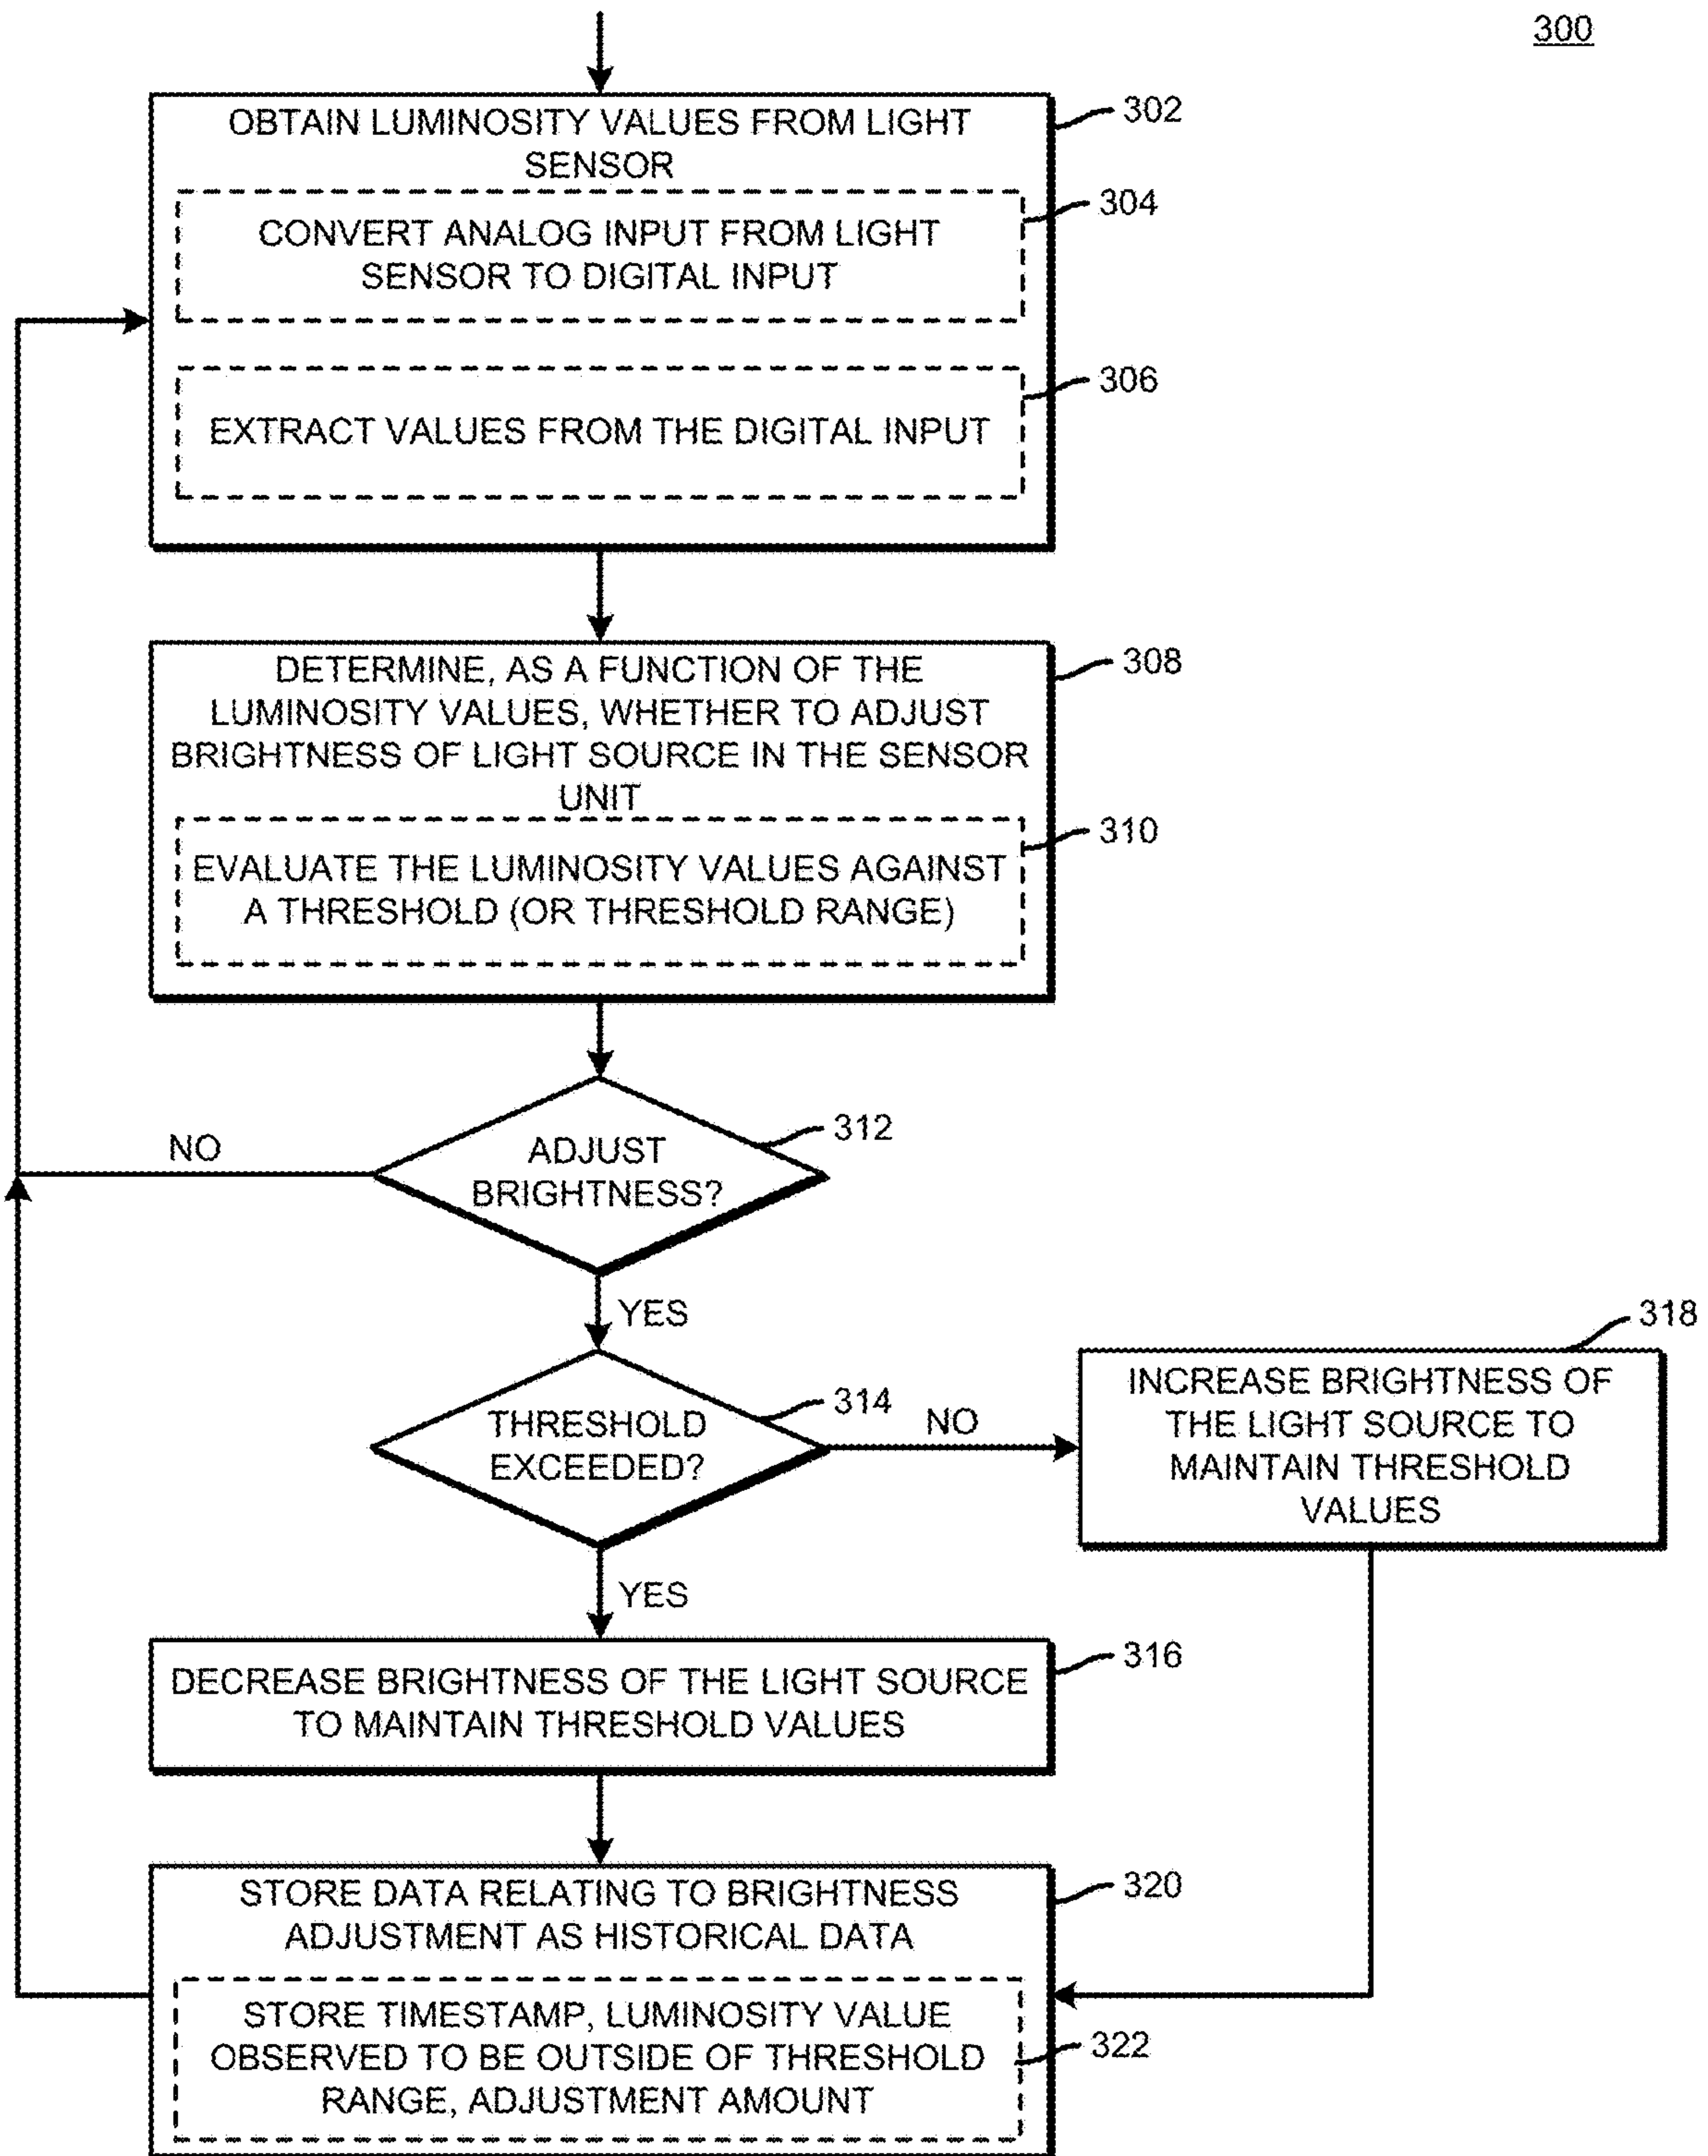 300
302
OBTAIN LUMINOSITY VALUES FROM LIGHT
SENSOR
304
CONVERT ANALOG INPUT FROM LIGHT
SENSOR TO DIGITAL INPUT
306
EXTRACT VALUES FROM THE DIGITAL INPUT
308
DETERMINE, AS A FUNCTION OF THE
LUMINOSITY VALUES, WHETHER TO ADJUST
BRIGHTNESS OF LIGHT SOURCE IN THE SENSOR
UNIT
310
EVALUATE THE LUMINOSITY VALUES AGAINST
A THRESHOLD (OR THRESHOLD RANGE)
312
NO
ADJUST
BRIGHTNESS?
YES
314
THRESHOLD
EXCEEDED?
NO
318
INCREASE BRIGHTNESS OF
THE LIGHT SOURCE TO
MAINTAIN THRESHOLD
VALUES
YES
316
DECREASE BRIGHTNESS OF THE LIGHT SOURCE
TO MAINTAIN THRESHOLD VALUES
320
STORE DATA RELATING TO BRIGHTNESS
ADJUSTMENT AS HISTORICAL DATA
STORE TIMESTAMP, LUMINOSITY VALUE
OBSERVED TO BE OUTSIDE OF THRESHOLD
RANGE, ADJUSTMENT AMOUNT
322